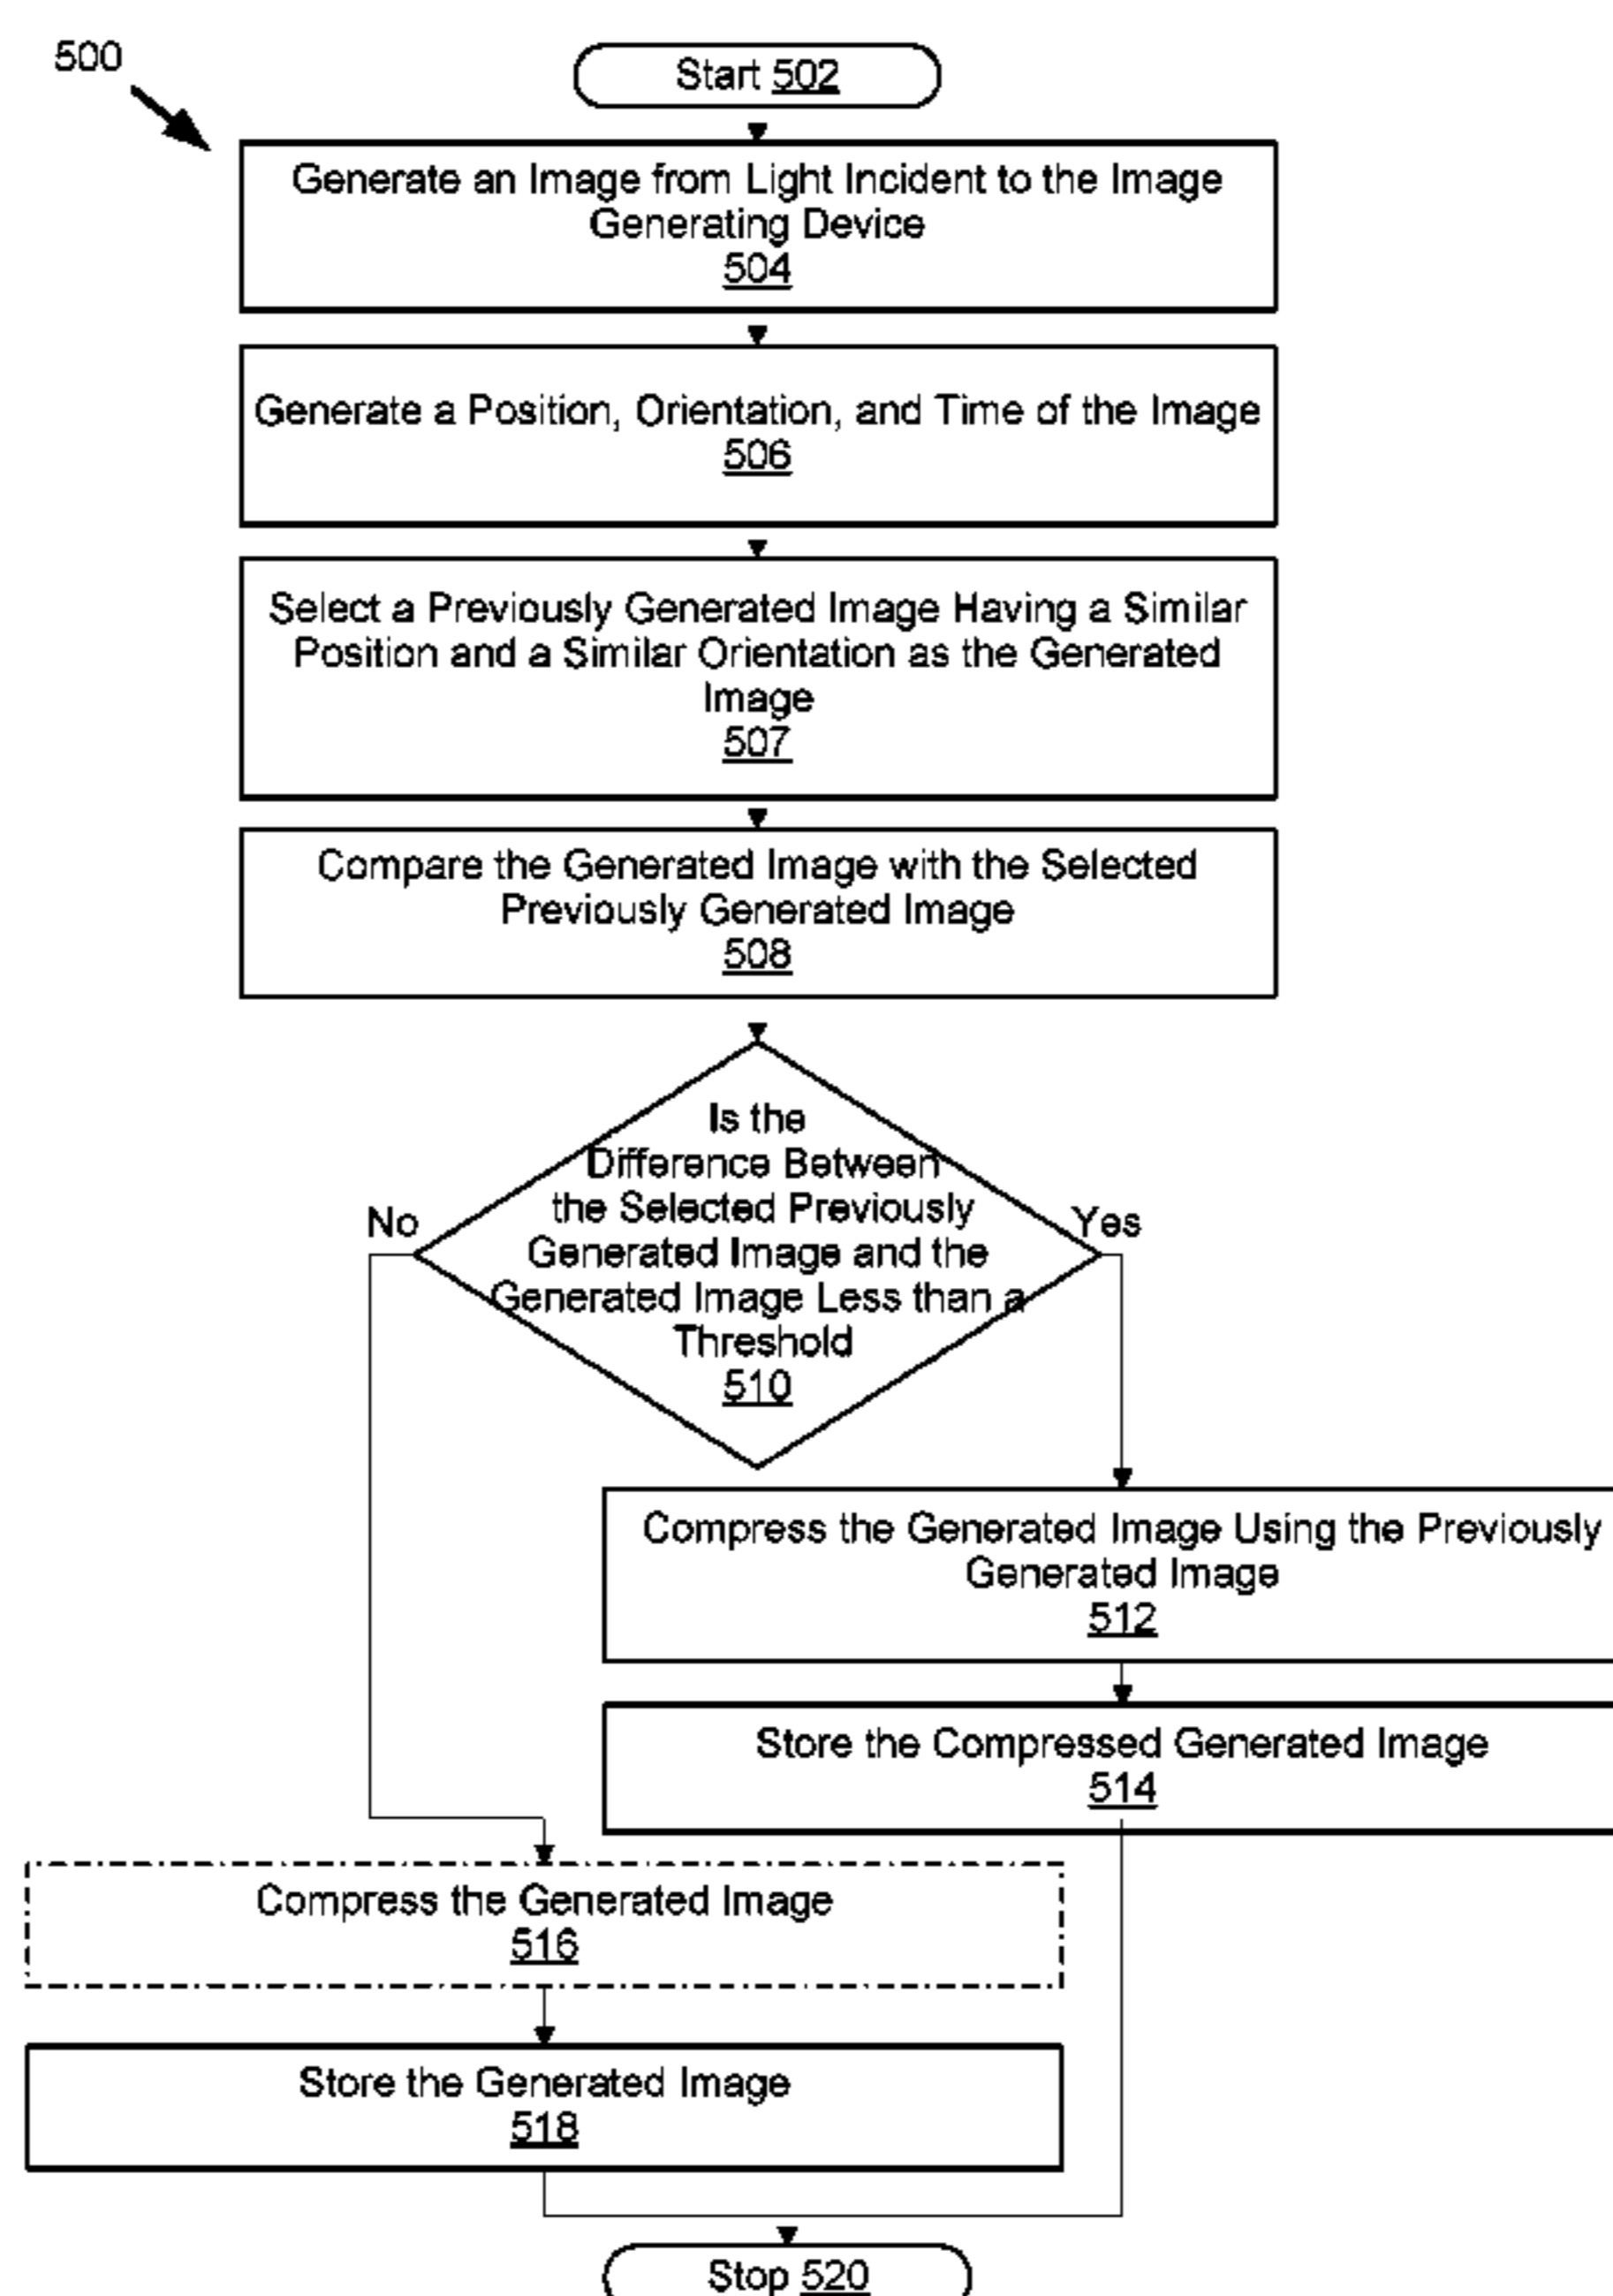 500
Start 502
Generate an Image from Light Incident to the Image
Generating Device
504
Generate a Position, Orientation, and Time of the Image
506
Select a Previously Generated Image Having a Similar
Position and a Similar Orientation as the Generated
Image
507
Compare the Generated Image with the Selected
Previously Generated Image
508
Is the
Difference Between
the Selected Previously
Generated Image and the
Generated Image Less than a
Threshold
510
No
Yes
Compress the Generated Image Using the Previously
Generated Image
512
Store the Compressed Generated Image
514
Compress the Generated Image
516
Store the Generated Image
518
Stop 520